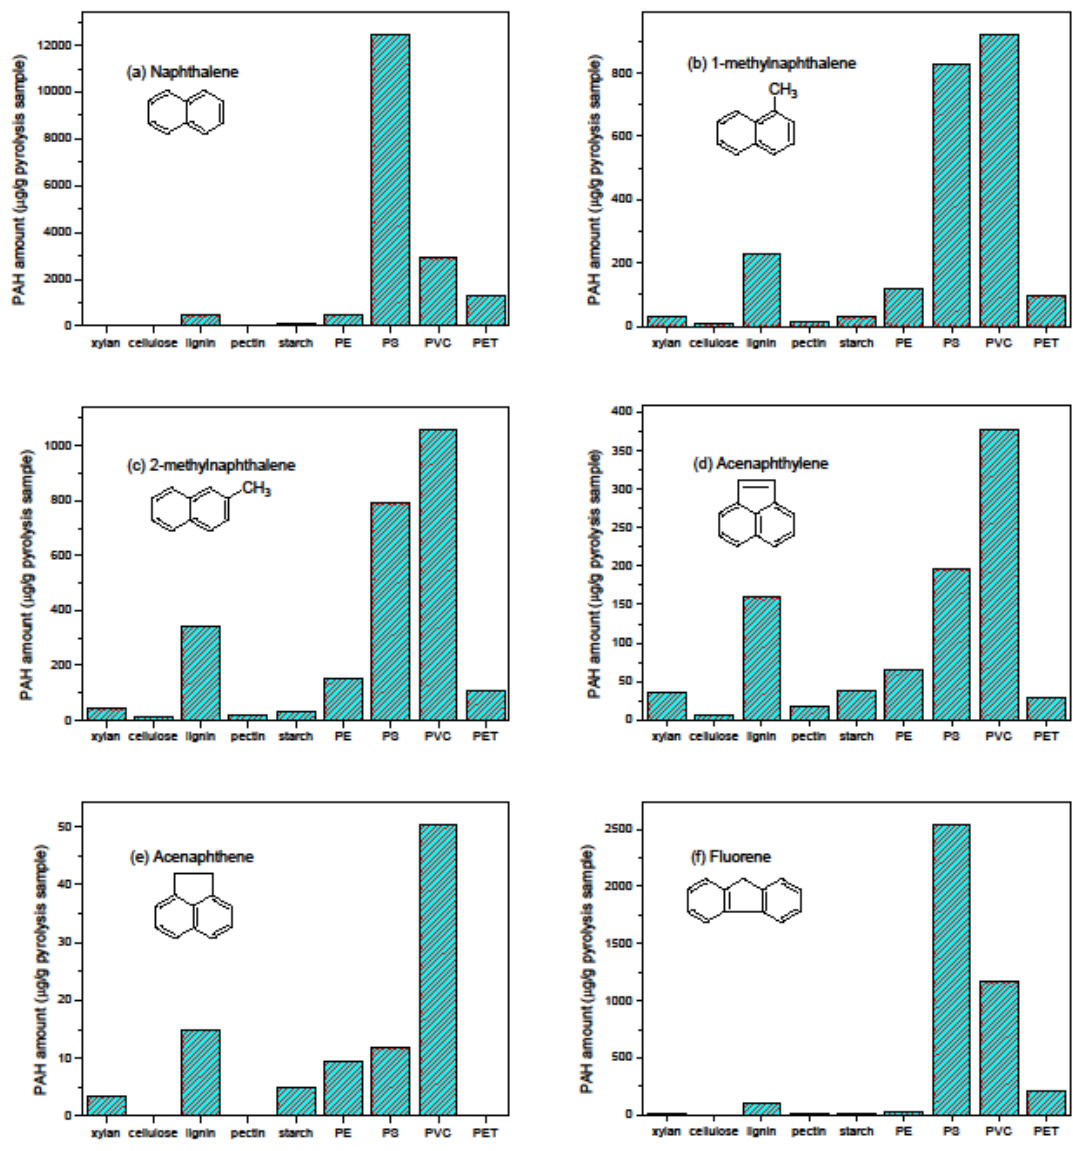 PAH amount (µg/g pyrolysis sample)
12000
10000
8000
6000
4000
2000
0
(a) Naphthalene
xylan cellulose lignin pectin starch PE PS PVC PET
PAH amount (µg/g pyrolysis sample)
800
600
400
200
0
(b) 1-methylnaphthalene
CH3
xylan cellulose lignin pectin starch PE PS PVC PET
PAH amount (µg/g pyrolysis sample)
1000
800
600
400
200
0
(c) 2-methylnaphthalene
CH3
xylan cellulose lignin pectin starch PE PS PVC PET
PAH amount (µg/g pyrolysis sample)
400
350
300
250
200
150
100
50
0
(d) Acenaphthylene
xylan cellulose lignin pectin starch PE PS PVC PET
PAH amount (µg/g pyrolysis sample)
50
40
30
20
10
0
(e) Acenaphthene
xylan cellulose lignin pectin starch PE PS PVC PET
PAH amount (µg/g pyrolysis sample)
2500
2000
1500
1000
500
0
(f) Fluorene
xylan cellulose lignin pectin starch PE PS PVC PET